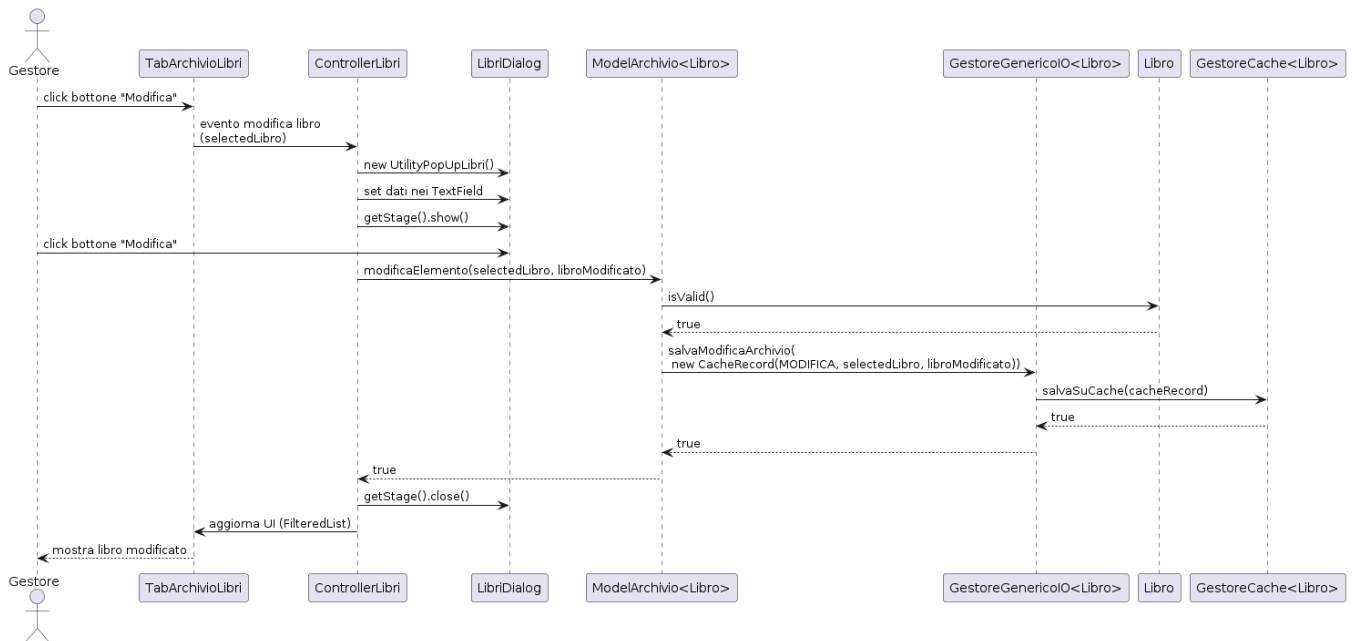 Gestore
TabArchivioLibri
ControllerLibri
LibriDialog
ModelArchivio<Libro>
GestoreGenericoIO<Libro>
Libro
GestoreCache<Libro>
click bottone "Modifica"
evento modifica libro
(selectedLibro)
new UtilityPopUpLibri()
set dati nei TextField
getStage().show()
click bottone "Modifica"
modificaElemento(selectedLibro, libroModificato)
isValid()
true
salvaModificaArchivio(
new CacheRecord(MODIFICA, selectedLibro, libroModificato))
salvaSuCache(cacheRecord)
true
true
true
getStage().close()
aggiorna UI (FilteredList)
mostra libro modificato
Gestore
TabArchivioLibri
ControllerLibri
LibriDialog
ModelArchivio<Libro>
GestoreGenericoIO<Libro>
Libro
GestoreCache<Libro>